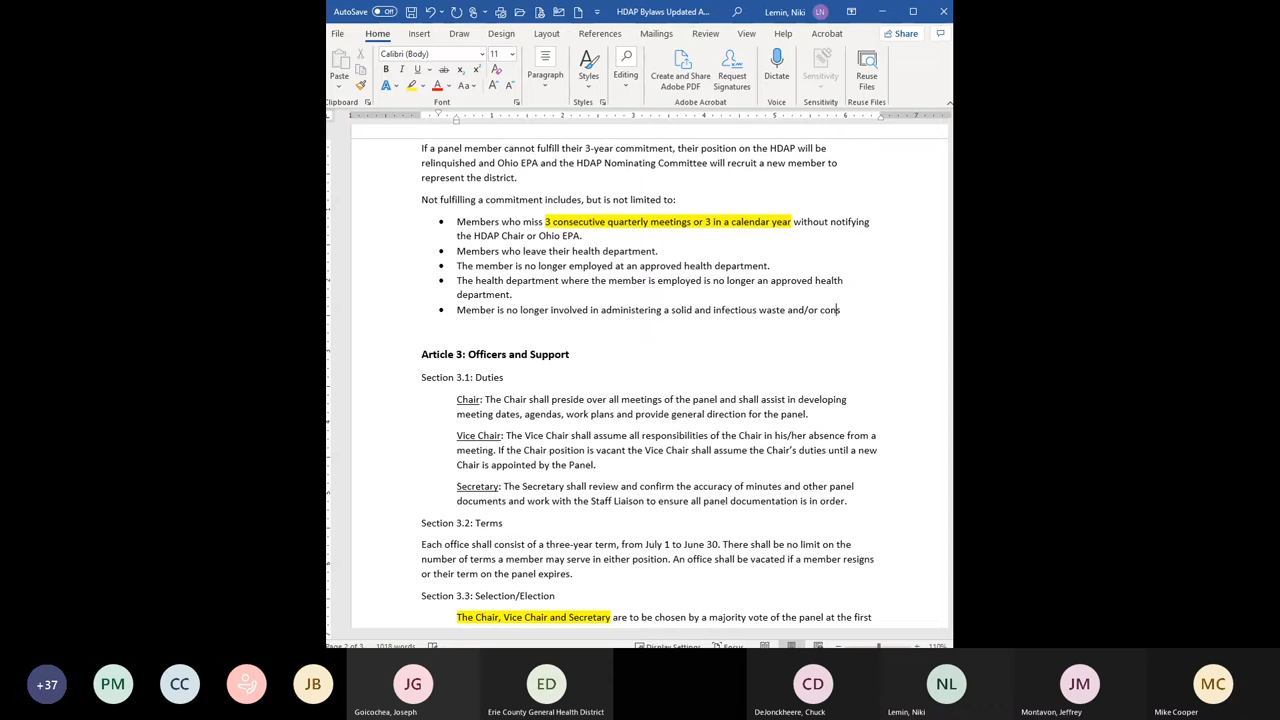 AutoSave Off HDAP Bylaws Updated A... Lemin, Niki LN
File Home Insert Draw Design Layout References Mailings Review View Help Acrobat Share
Calibri (Body) 11
Paste Paragraph Styles Editing Create and Share Adobe PDF Request Signatures Dictate Sensitivity Reuse Files
Clipboard Font Styles Adobe Acrobat Voice Sensitivity Reuse Files
If a panel member cannot fulfill their 3-year commitment, their position on the HDAP will be
relinquished and Ohio EPA and the HDAP Nominating Committee will recruit a new member to
represent the district.
Not fulfilling a commitment includes, but is not limited to:
• Members who miss 3 consecutive quarterly meetings or 3 in a calendar year without notifying
the HDAP Chair or Ohio EPA.
• Members who leave their health department.
• The member is no longer employed at an approved health department.
• The health department where the member is employed is no longer an approved health
department.
• Member is no longer involved in administering a solid and infectious waste and/or cons
Article 3: Officers and Support
Section 3.1: Duties
Chair: The Chair shall preside over all meetings of the panel and shall assist in developing
meeting dates, agendas, work plans and provide general direction for the panel.
Vice Chair: The Vice Chair shall assume all responsibilities of the Chair in his/her absence from a
meeting. If the Chair position is vacant the Vice Chair shall assume the Chair's duties until a new
Chair is appointed by the Panel.
Secretary: The Secretary shall review and confirm the accuracy of minutes and other panel
documents and work with the Staff Liaison to ensure all panel documentation is in order.
Section 3.2: Terms
Each office shall consist of a three-year term, from July 1 to June 30. There shall be no limit on the
number of terms a member may serve in either position. An office shall be vacated if a member resigns
or their term on the panel expires.
Section 3.3: Selection/Election
The Chair, Vice Chair and Secretary are to be chosen by a majority vote of the panel at the first
Page 2 of 3 1018 words Display Settings Focus 110%
+37 PM CC JB JG ED CD NL JM MC
Goicochea, Joseph Erie County General Health District DeJonckheere, Chuck Lemin, Niki Montavon, Jeffrey Mike Cooper